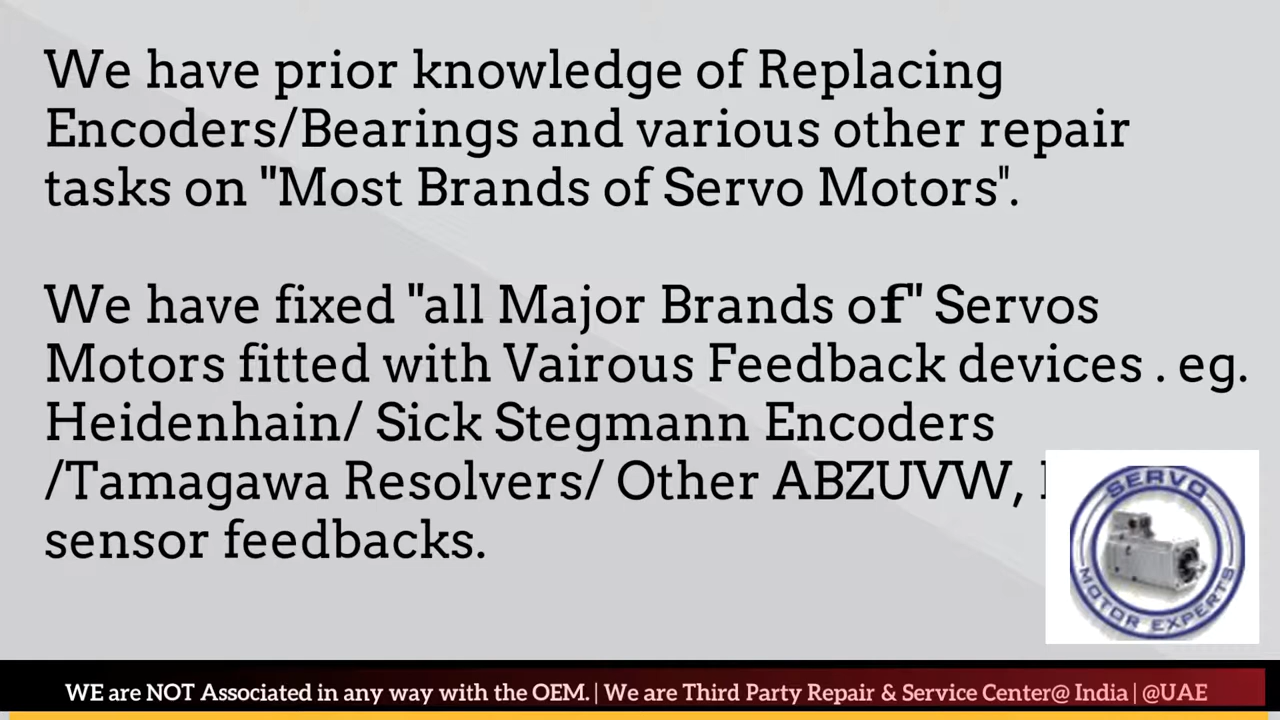 We have prior knowledge of Replacing
Encoders/Bearings and various other repair
tasks on "Most Brands of Servo Motors".
We have fixed "all Major Brands of" Servos
Motors fitted with Vairous Feedback devices . eg.
Heidenhain/ Sick Stegmann Encoders
/Tamagawa Resolvers/ Other ABZUVW,
sensor feedbacks.
SERVO
MOTOR EXPERTS
WE are NOT Associated in any way with the OEM. | We are Third Party Repair & Service Center@ India | @UAE